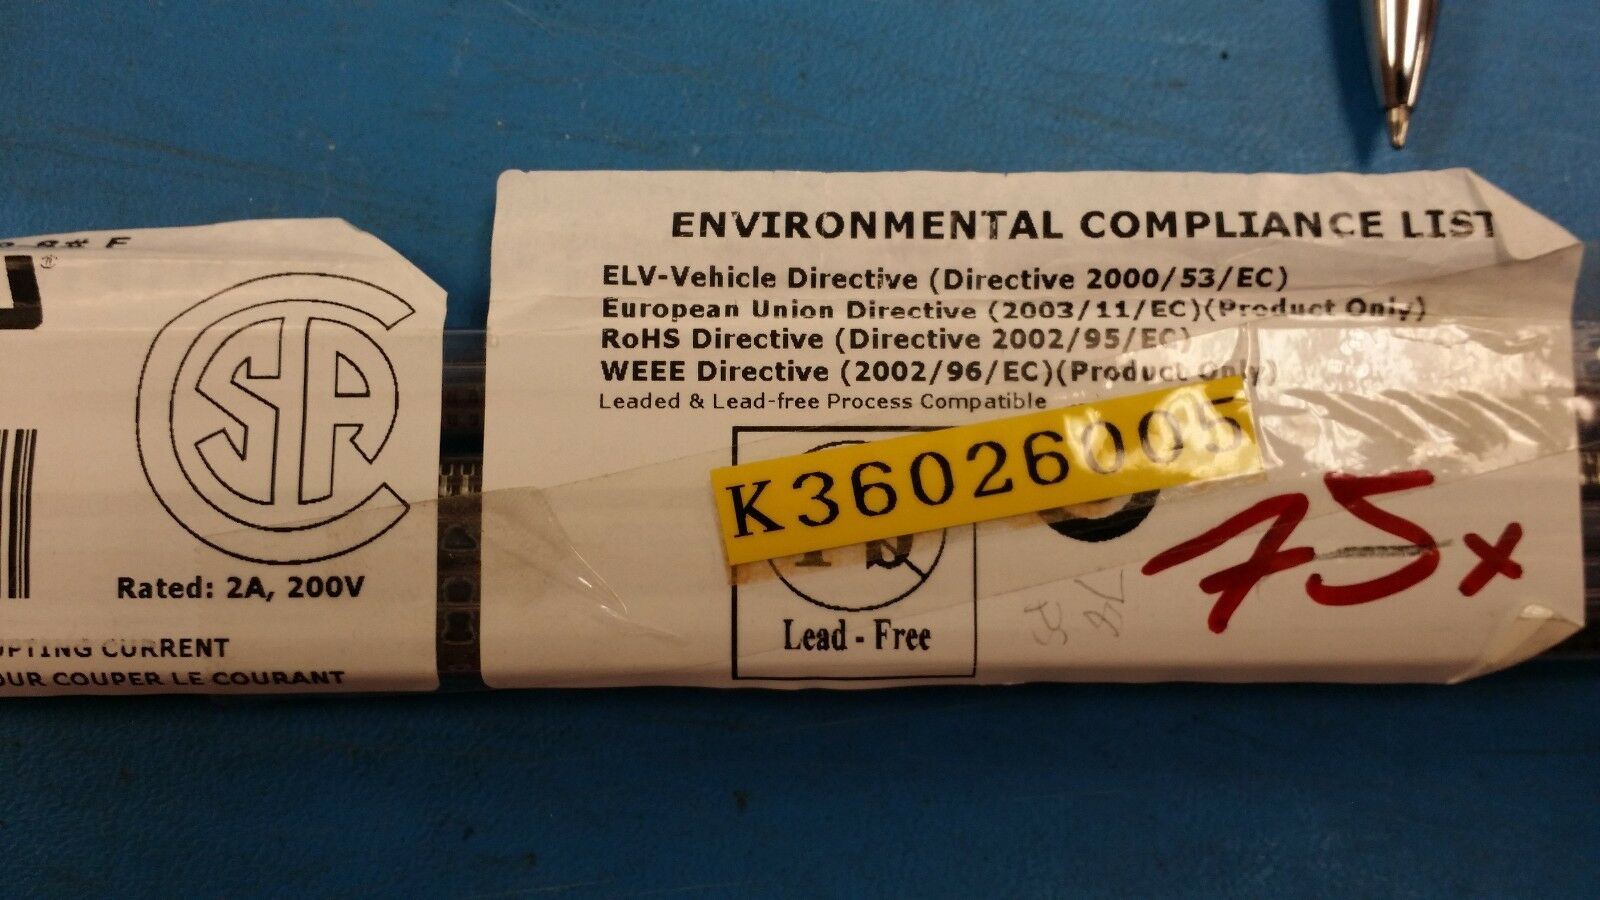 ®
CSA
Rated: 2A, 200V
CURRENT
COUPER LE COURANT
ENVIRONMENTAL COMPLIANCE LIST
ELV-Vehicle Directive (Directive 2000/53/EC)
European Union Directive (2003/11/EC)(Product Only)
RoHS Directive (Directive 2002/95/EC)
WEEE Directive (2002/96/EC)(Product Only)
Leaded & Lead-free Process Compatible
K36026005
Lead - Free
75x